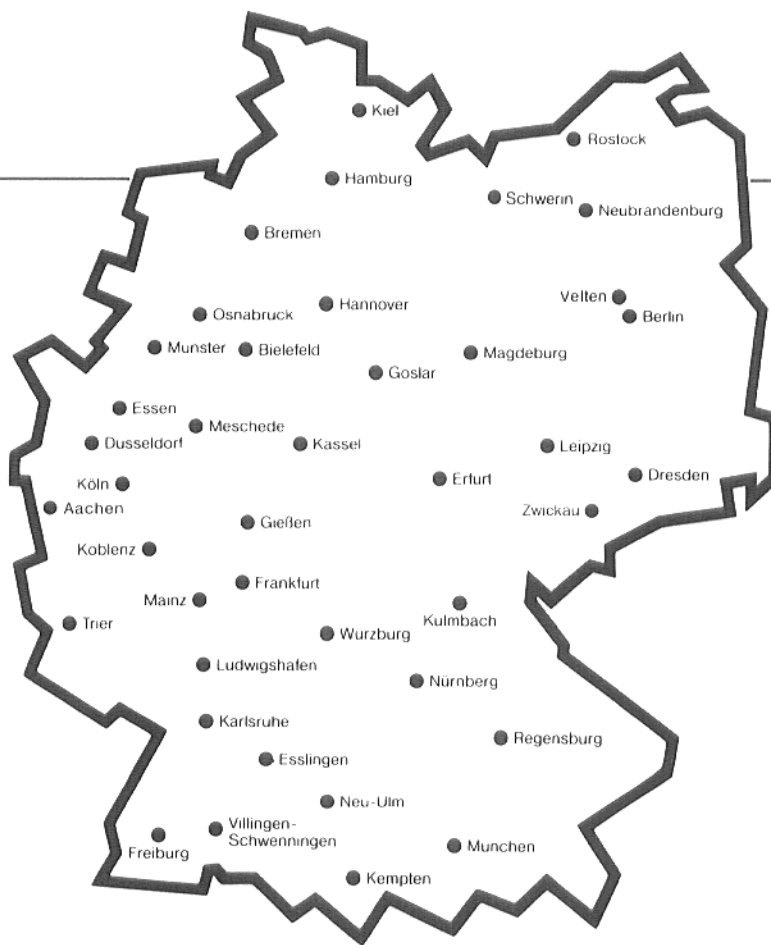 Kiel
Rostock
Hamburg
Schwerin
Neubrandenburg
Bremen
Velten
Hannover
Osnabruck
Berlin
Munster
Bielefeld
Magdeburg
Goslar
Essen
Meschede
Dusseldorf
Kassel
Leipzig
Köln
Erfurt
Dresden
Aachen
Zwickau
Gießen
Koblenz
Frankfurt
Mainz
Kulmbach
Trier
Wurzburg
Ludwigshafen
Nürnberg
Karlsruhe
Regensburg
Esslingen
Neu-Ulm
Villingen-
Schwenningen
Freiburg
Munchen
Kempten